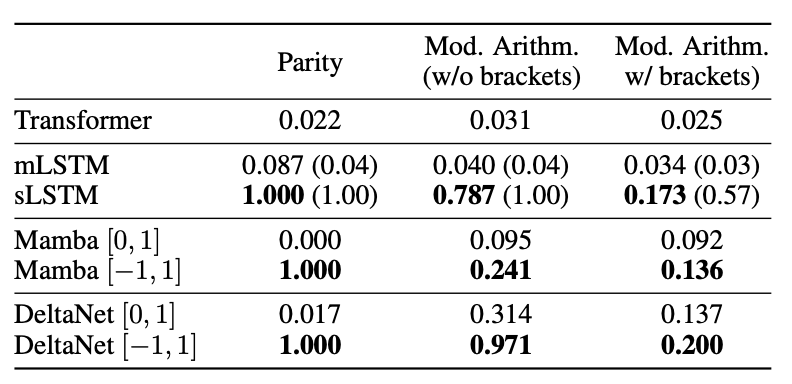 Parity Mod. Arithm. (w/o brackets) Mod. Arithm. w/ brackets)
Transformer 0.022 0.031 0.025
mLSTM 0.087 (0.04) 0.040 (0.04) 0.034 (0.03)
sLSTM 1.000 (1.00) 0.787 (1.00) 0.173 (0.57)
Mamba [0, 1] 0.000 0.095 0.092
Mamba [−1, 1] 1.000 0.241 0.136
DeltaNet [0, 1] 0.017 0.314 0.137
DeltaNet [−1, 1] 1.000 0.971 0.200